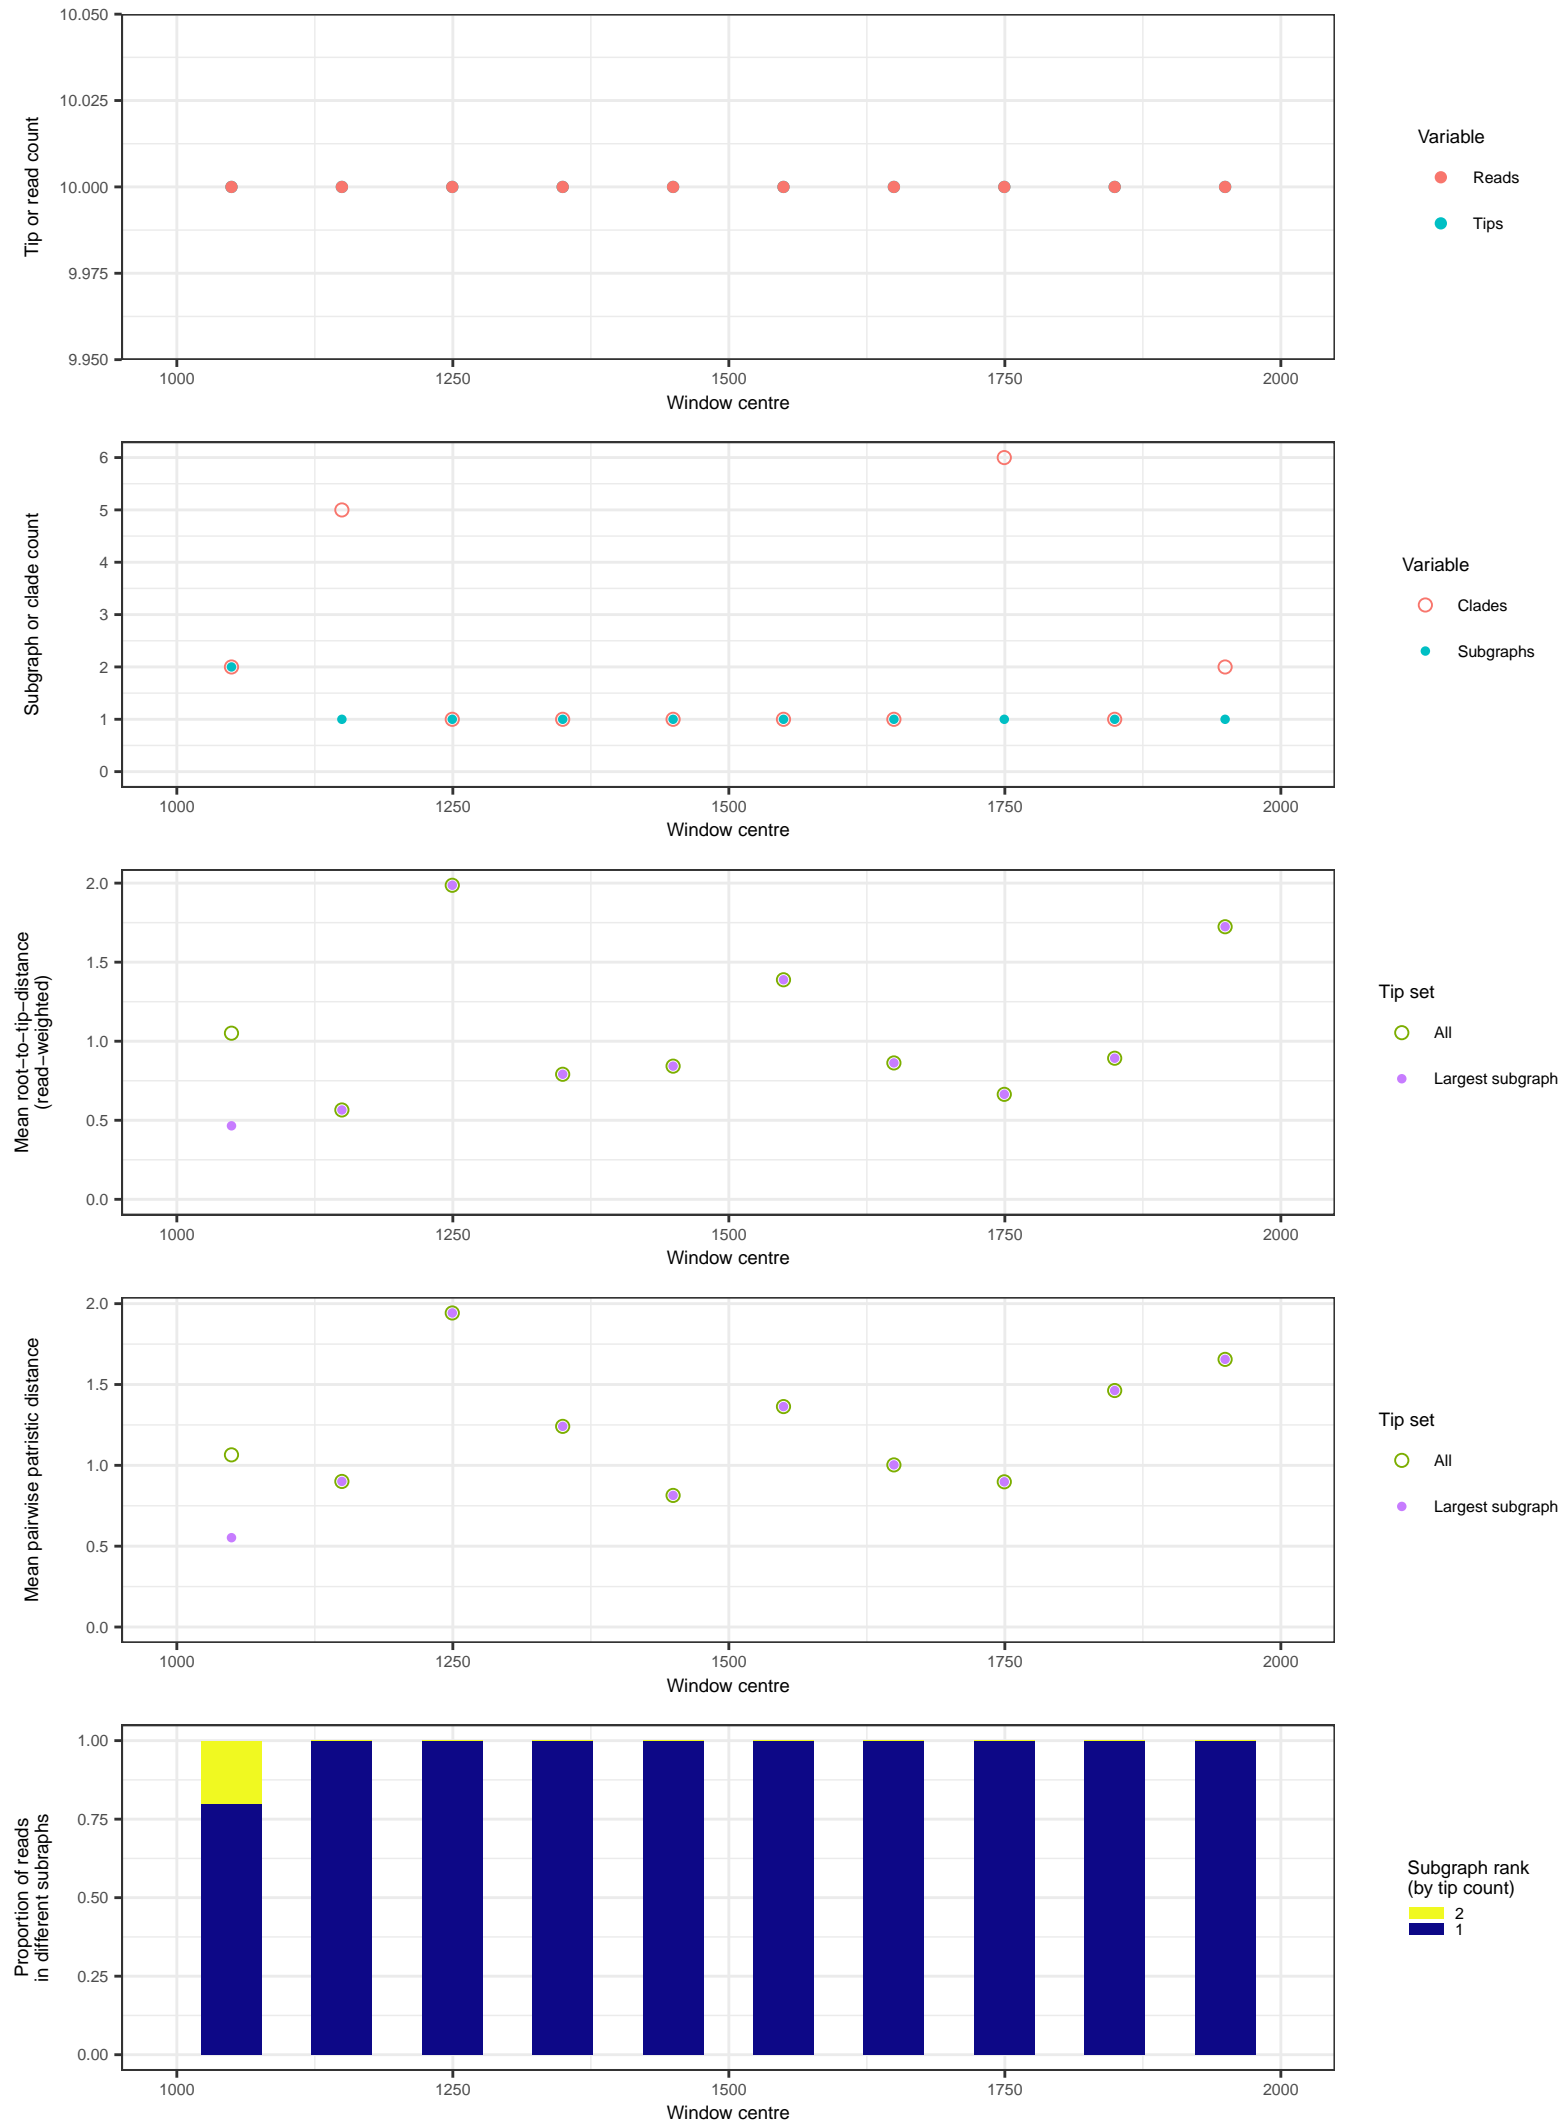 10.050
10.025
10.000
9.975
9.950
Tip or read count
1000
1250
1500
1750
2000
Window centre
Variable
Reads
Tips
6
5
4
3
2
1
0
Subgraph or clade count
1000
1250
1500
1750
2000
Window centre
Variable
Clades
Subgraphs
2.0
1.5
1.0
0.5
0.0
Mean root−to−tip−distance
(read−weighted)
1000
1250
1500
1750
2000
Window centre
Tip set
All
Largest subgraph
2.0
1.5
1.0
0.5
0.0
Mean pairwise patristic distance
1000
1250
1500
1750
2000
Window centre
Tip set
All
Largest subgraph
1.00
0.75
0.50
0.25
0.00
Proportion of reads
in different subraphs
1000
1250
1500
1750
2000
Window centre
Subgraph rank
(by tip count)
2
1